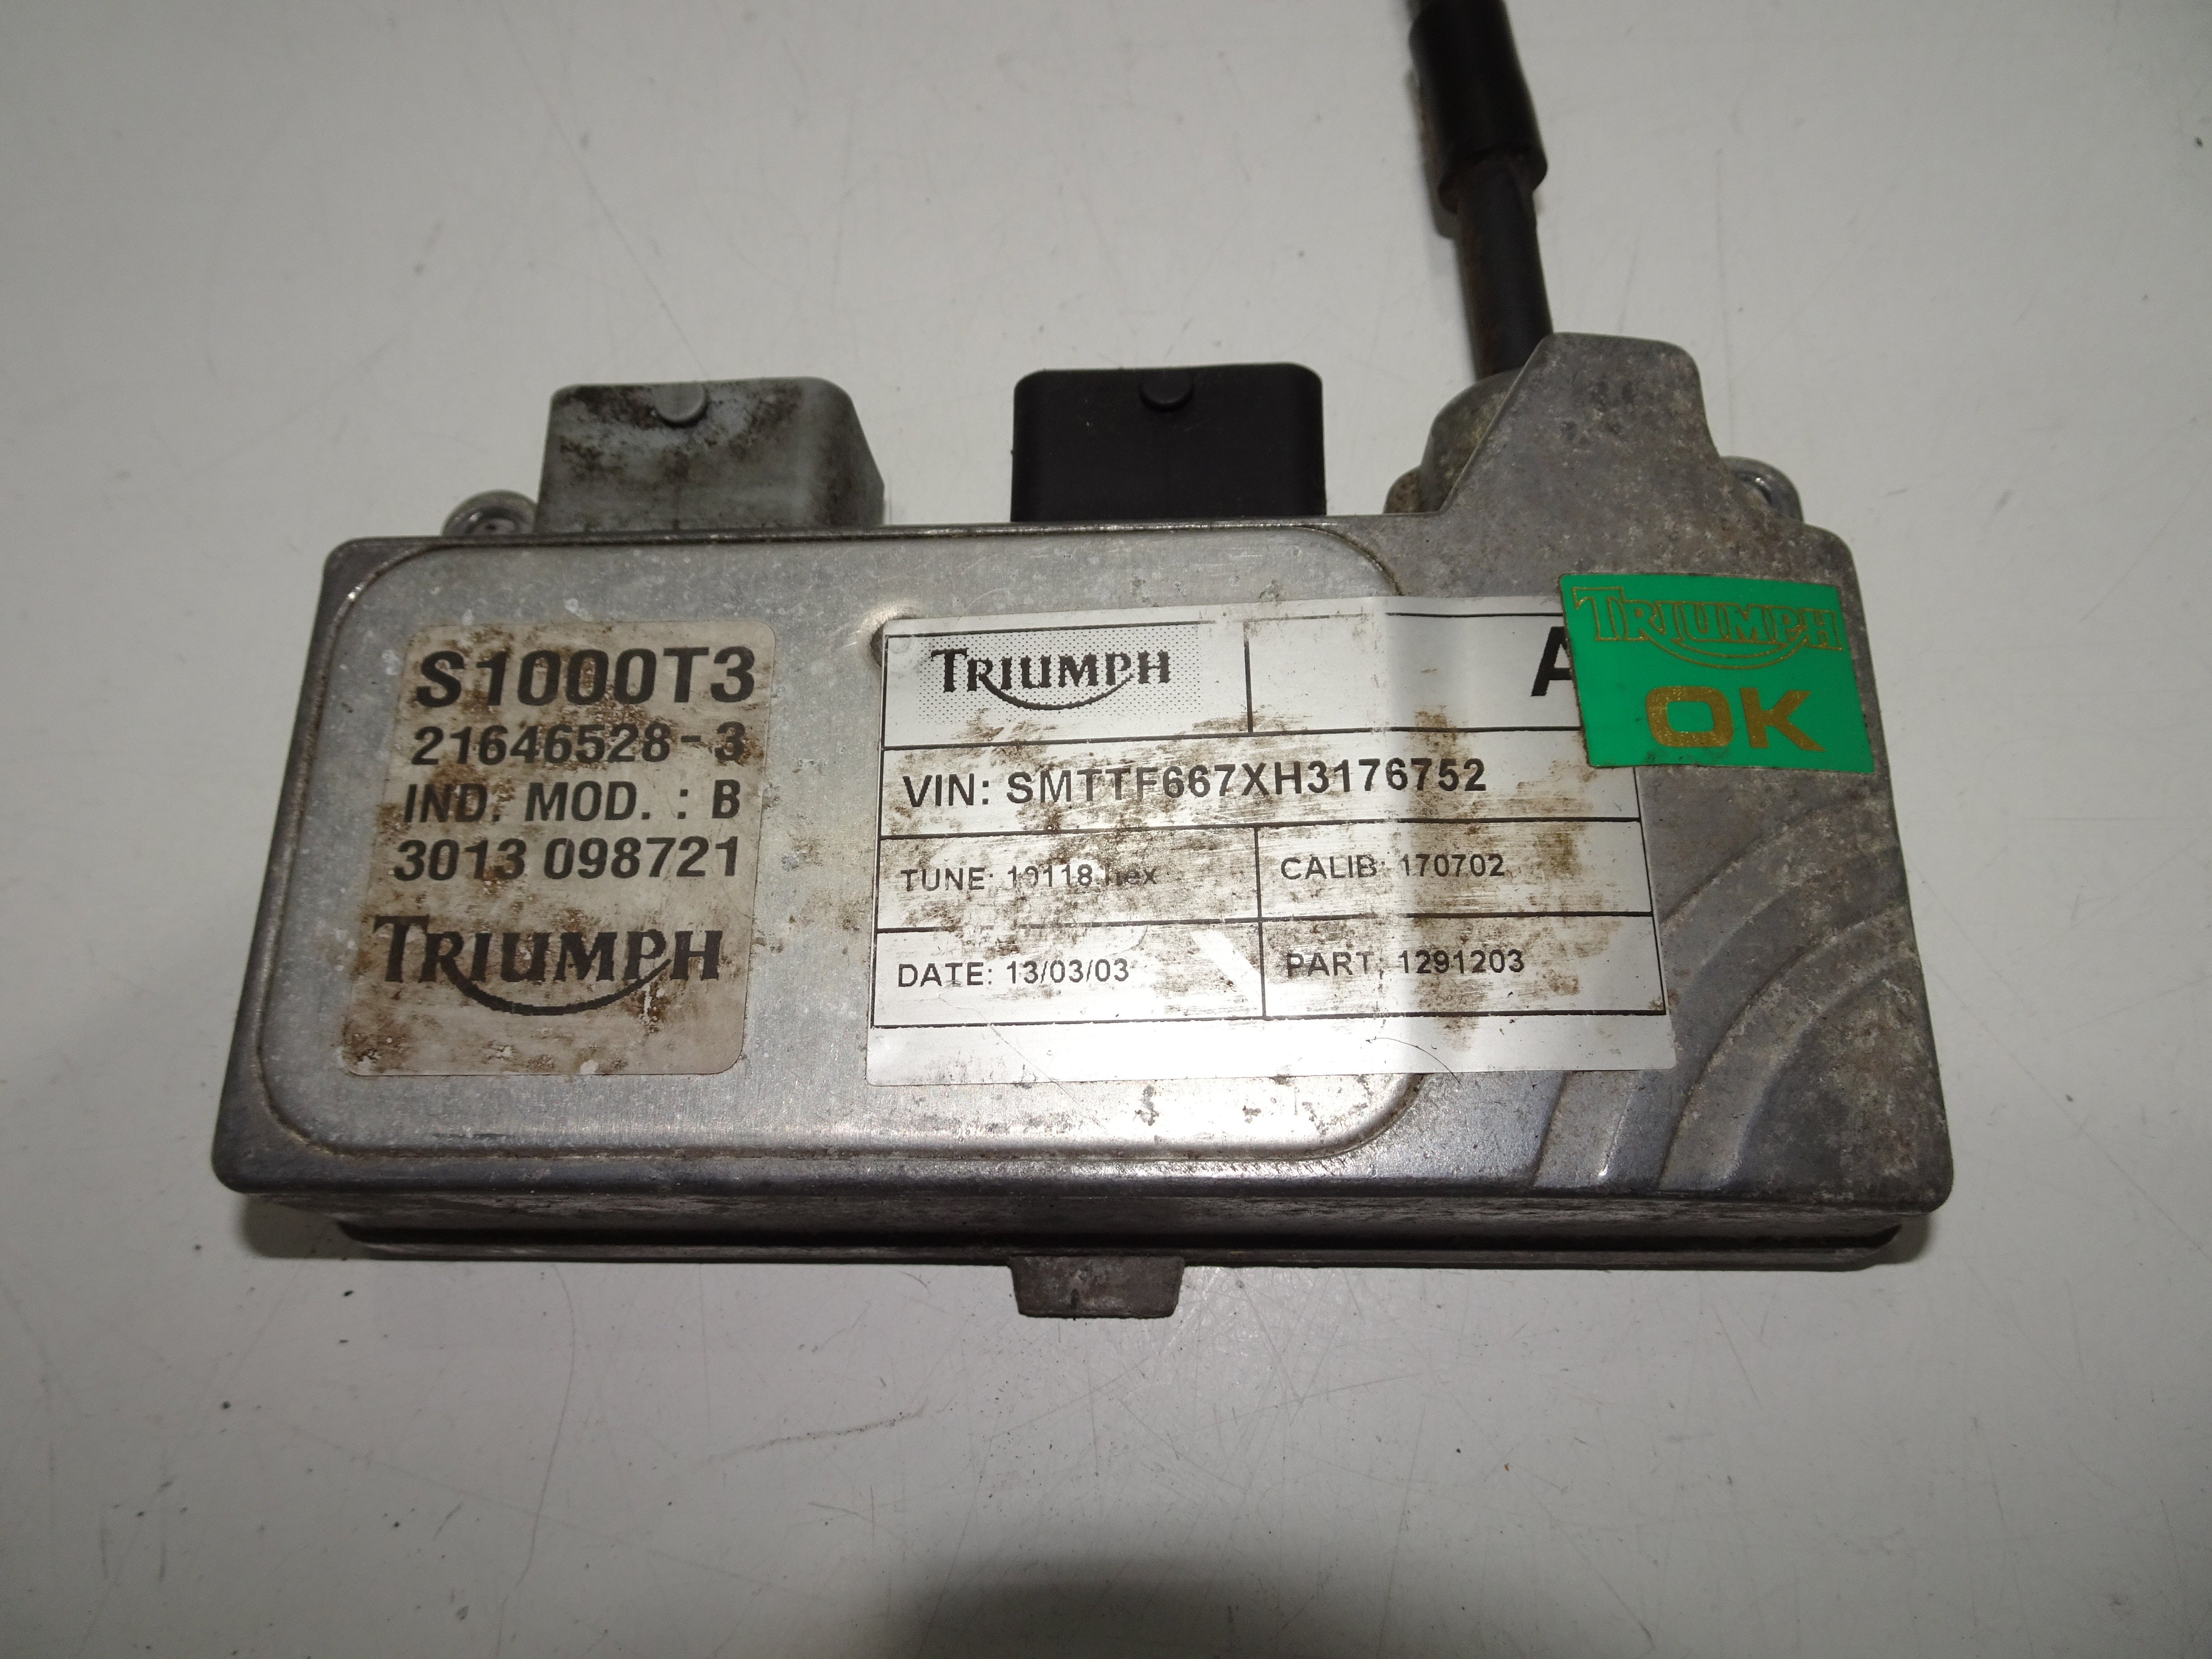 S1000T3
21646528-3
IND. MOD. : B
3013 098721
TRIUMPH
TRIUMPH
A
VIN: SMTTF667XH3176752
TUNE: 10118.hex
CALIB: 170702
DATE: 13/03/03
PART: 1291203
TRIUMPH
OK